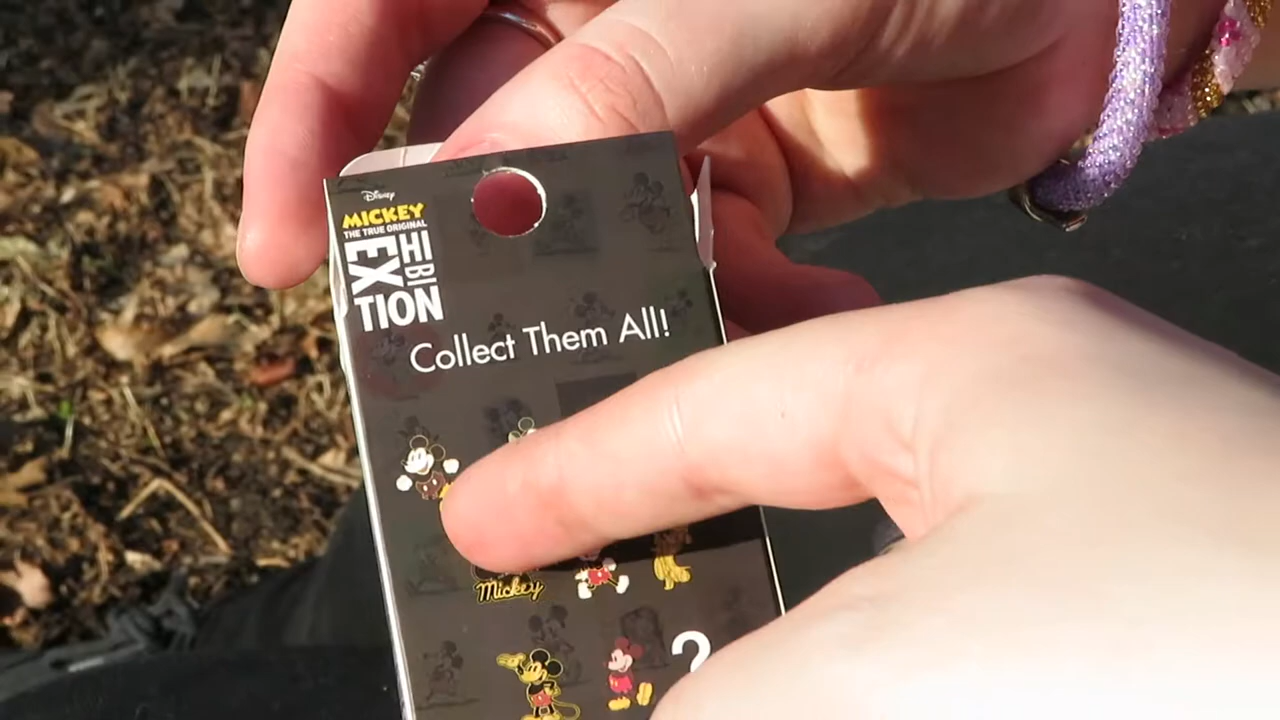 Disney
MICKEY
THE TRUE ORIGINAL
EX HI
BI
TION
Collect Them All!
Mickey
?